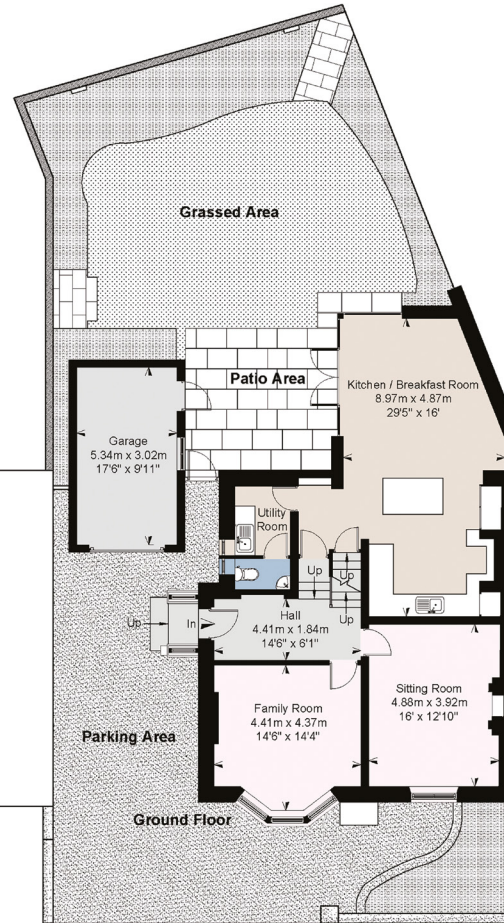 Grassed Area
Patio Area
Kitchen / Breakfast Room
8.97m x 4.87m
29'5" x 16'
Garage
5.34m x 3.02m
17'6" x 9'11"
Utility
Room
Up
Up
Up
Up
In
Hall
4.41m x 1.84m
14'6" x 6'1"
Family Room
4.41m x 4.37m
14'6" x 14'4"
Sitting Room
4.88m x 3.92m
16' x 12'10"
Parking Area
Ground Floor